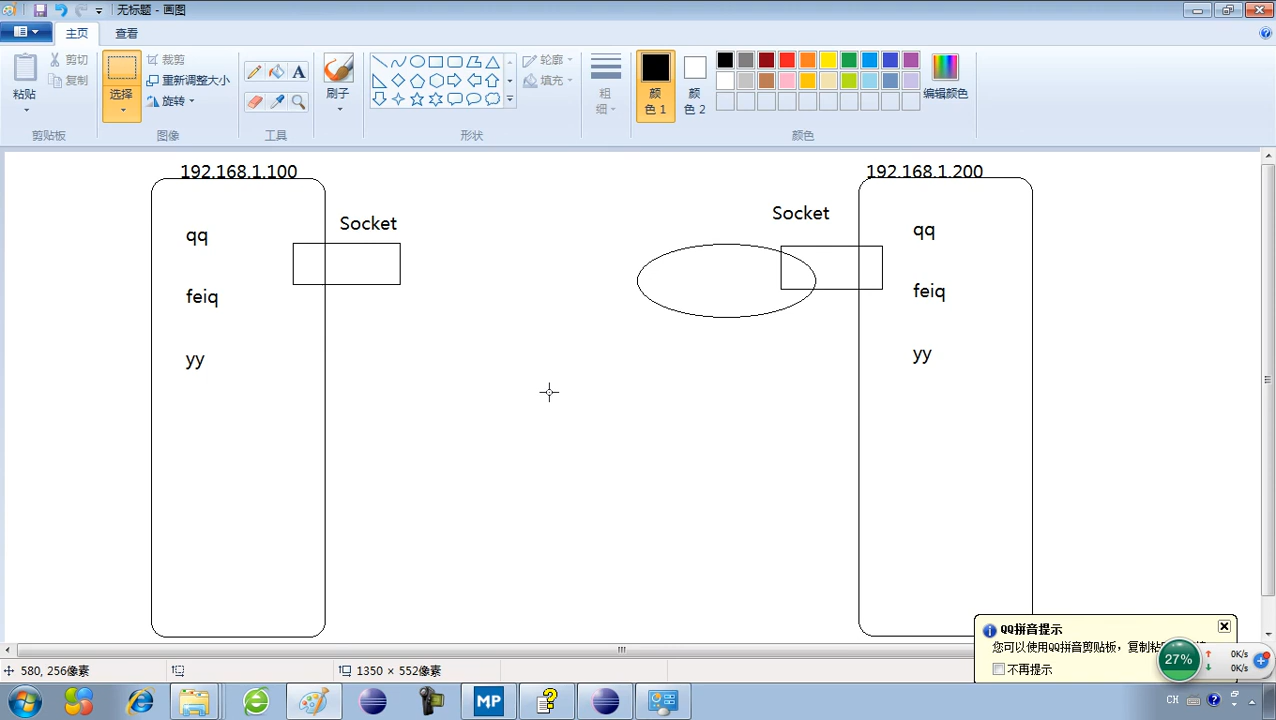 无标题 - 画图
主页
查看
粘贴
剪切
复制
剪贴板
选择
裁剪
重新调整大小
旋转
图像
A
工具
刷子
轮廓
填充
形状
粗
细
颜
色 1
颜
色 2
编辑颜色
颜色
192.168.1.100
Socket
qq
feiq
yy
192.168.1.200
Socket
qq
feiq
yy
QQ拼音提示
您可以使用QQ拼音剪贴板，复制粘
不再提示
27%
0K/s
0K/s
580, 256像素
1350 × 552像素
MP
CH